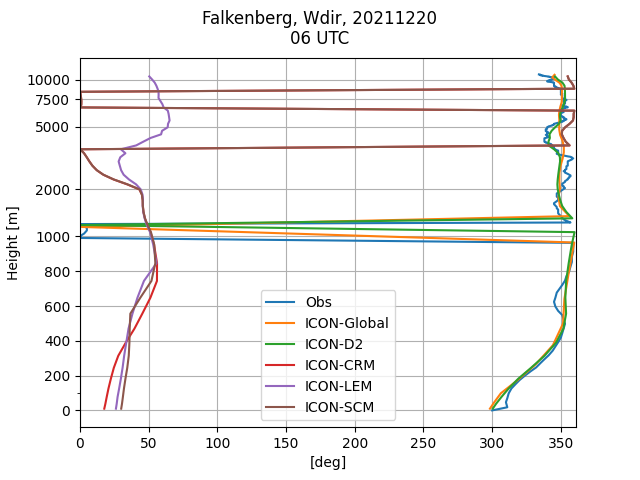 Falkenberg, Wdir, 20211220
06 UTC
Height [m]
10000
7500
5000
2000
1000
800
600
400
200
0
Obs
ICON-Global
ICON-D2
ICON-CRM
ICON-LEM
ICON-SCM
0 50 100 150 200 250 300 350
[deg]